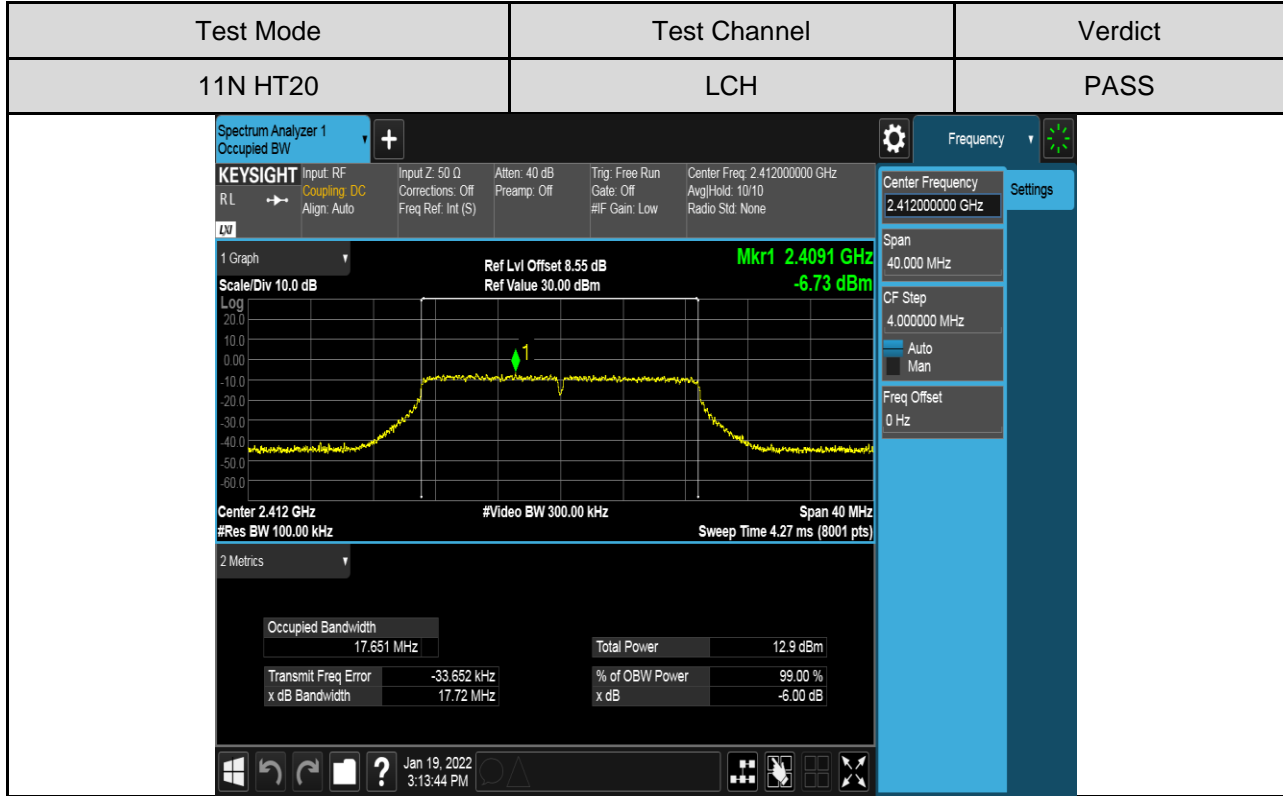 Test Mode
Test Channel
Verdict
11N HT20
LCH
PASS
Spectrum Analyzer 1
Occupied BW
+
Frequency
KEYSIGHT
RL
LXI
Input: RF
Coupling: DC
Align: Auto
Input Z: 50 Ω
Corrections: Off
Freq Ref: Int (S)
Atten: 40 dB
Preamp: Off
Trig: Free Run
Gate: Off
#IF Gain: Low
Center Freq: 2.412000000 GHz
Avg|Hold: 10/10
Radio Std: None
Center Frequency
2.412000000 GHz
Settings
Span
40.000 MHz
CF Step
4.000000 MHz
Auto
Man
Freq Offset
0 Hz
1 Graph
Scale/Div 10.0 dB
Ref Lvl Offset 8.55 dB
Ref Value 30.00 dBm
Mkr1 2.4091 GHz
-6.73 dBm
Log
20.0
10.0
0.00
-10.0
-20.0
-30.0
-40.0
-50.0
-60.0
1
Center 2.412 GHz
#Video BW 300.00 kHz
Span 40 MHz
#Res BW 100.00 kHz
Sweep Time 4.27 ms (8001 pts)
2 Metrics
Occupied Bandwidth
17.651 MHz
Total Power 12.9 dBm
Transmit Freq Error -33.652 kHz
% of OBW Power 99.00 %
x dB Bandwidth 17.72 MHz
x dB -6.00 dB
?
Jan 19, 2022
3:13:44 PM